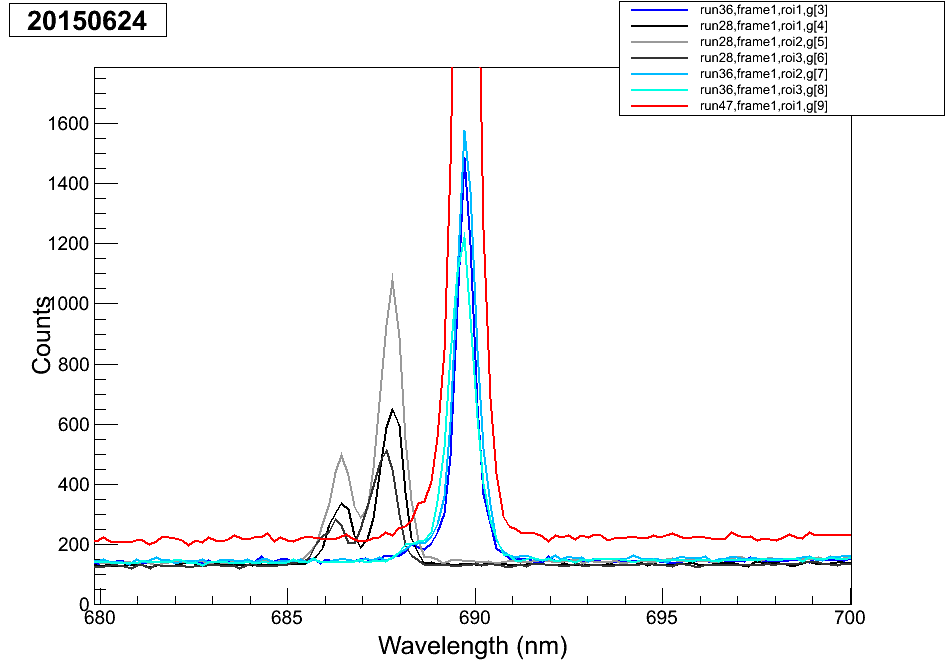 20150624
run36,frame1,roi1,g[3]
run28,frame1,roi1,g[4]
run28,frame1,roi2,g[5]
run28,frame1,roi3,g[6]
run36,frame1,roi2,g[7]
run36,frame1,roi3,g[8]
run47,frame1,roi1,g[9]
1600
1400
1200
1000
800
600
400
200
0
Counts
680
685
690
695
700
Wavelength (nm)